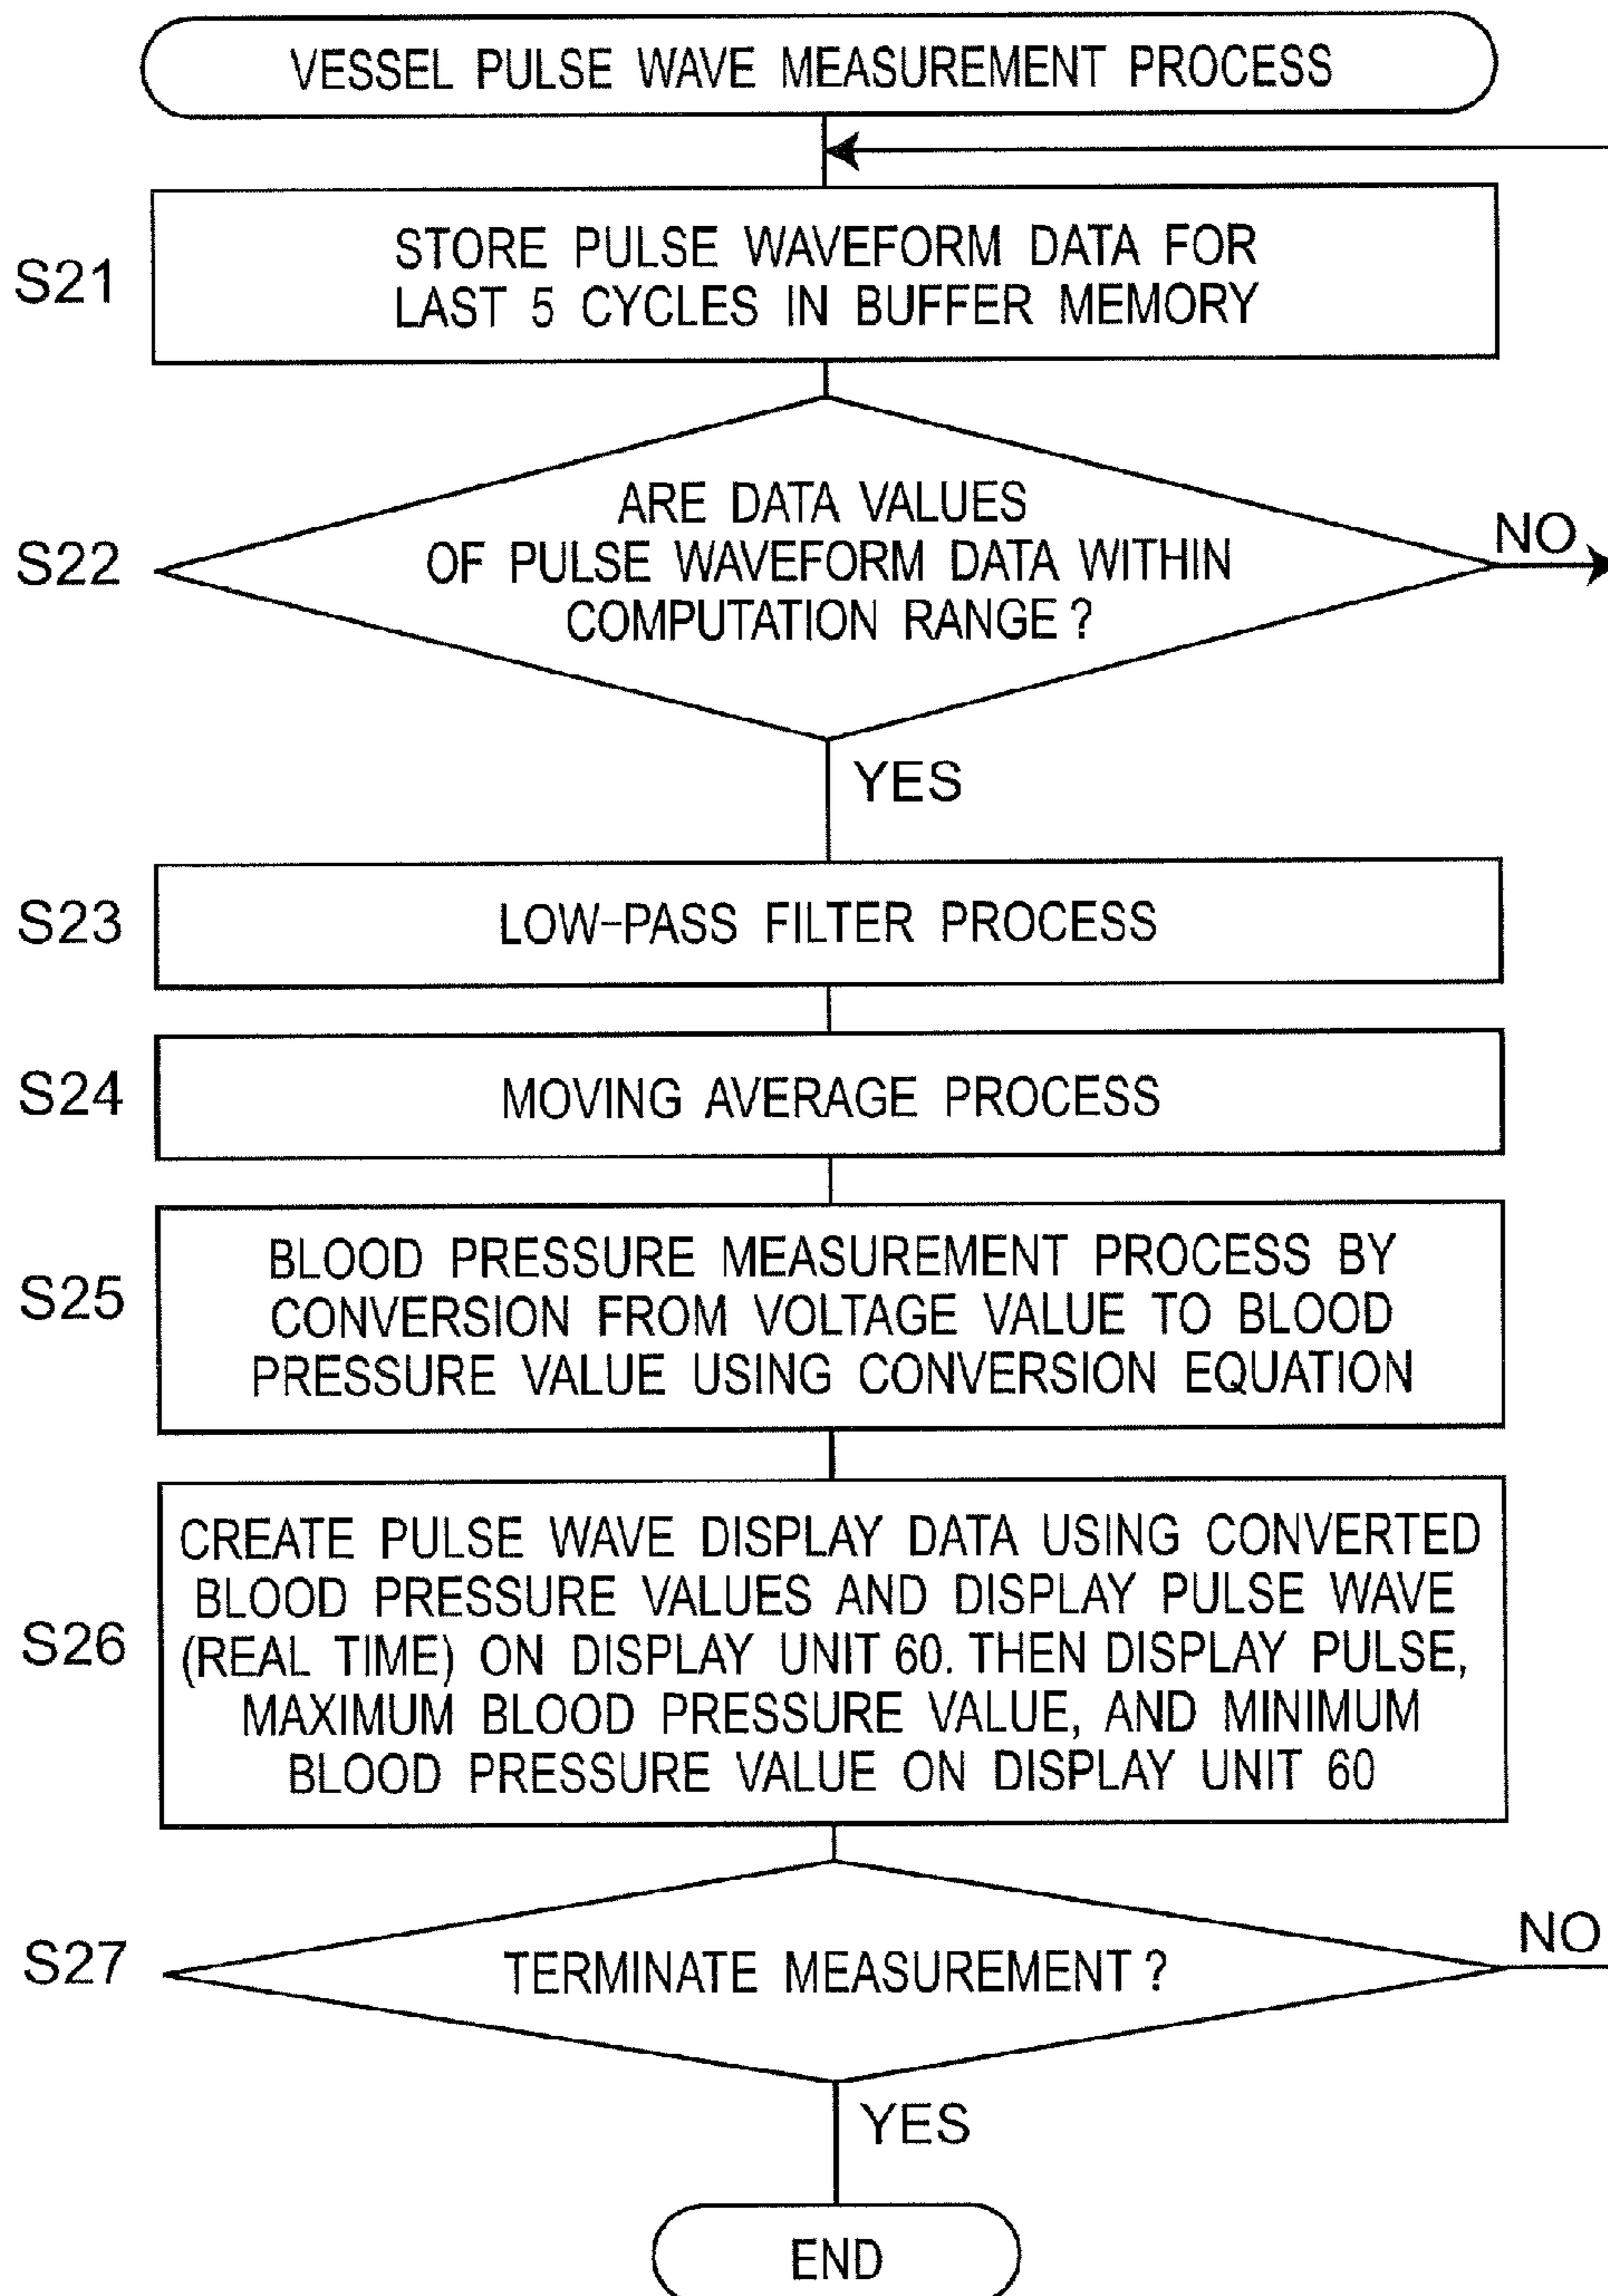 VESSEL PULSE WAVE MEASUREMENT PROCESS
S21
STORE PULSE WAVEFORM DATA FOR
LAST 5 CYCLES IN BUFFER MEMORY
S22
ARE DATA VALUES
OF PULSE WAVEFORM DATA WITHIN
COMPUTATION RANGE ?
NO
YES
S23
LOW-PASS FILTER PROCESS
S24
MOVING AVERAGE PROCESS
S25
BLOOD PRESSURE MEASUREMENT PROCESS BY
CONVERSION FROM VOLTAGE VALUE TO BLOOD
PRESSURE VALUE USING CONVERSION EQUATION
S26
CREATE PULSE WAVE DISPLAY DATA USING CONVERTED
BLOOD PRESSURE VALUES AND DISPLAY PULSE WAVE
(REAL TIME) ON DISPLAY UNIT 60. THEN DISPLAY PULSE,
MAXIMUM BLOOD PRESSURE VALUE, AND MINIMUM
BLOOD PRESSURE VALUE ON DISPLAY UNIT 60
S27
TERMINATE MEASUREMENT ?
NO
YES
END